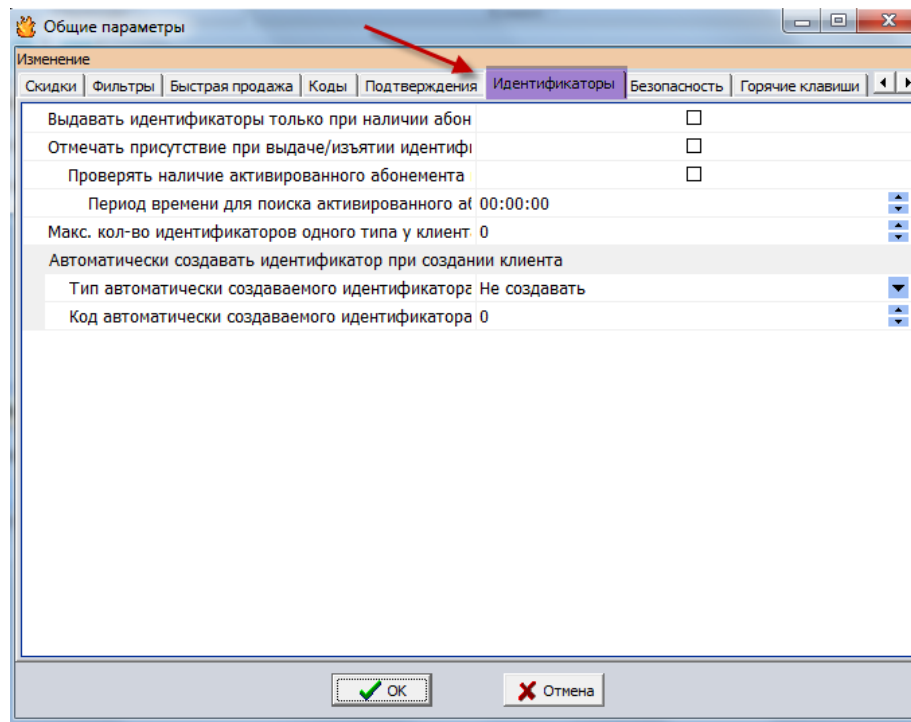 Общие параметры
Изменение
Скидки Фильтры Быстрая продажа Коды Подтверждения Идентификаторы Безопасность Горячие клавиши
Выдавать идентификаторы только при наличии абон
Отмечать присутствие при выдаче/изъятии идентифи
Проверять наличие активированного абонемента
Период времени для поиска активированного аб 00:00:00
Макс. кол-во идентификаторов одного типа у клиент 0
Автоматически создавать идентификатор при создании клиента
Тип автоматически создаваемого идентификатора Не создавать
Код автоматически создаваемого идентификатора 0
OK Отмена